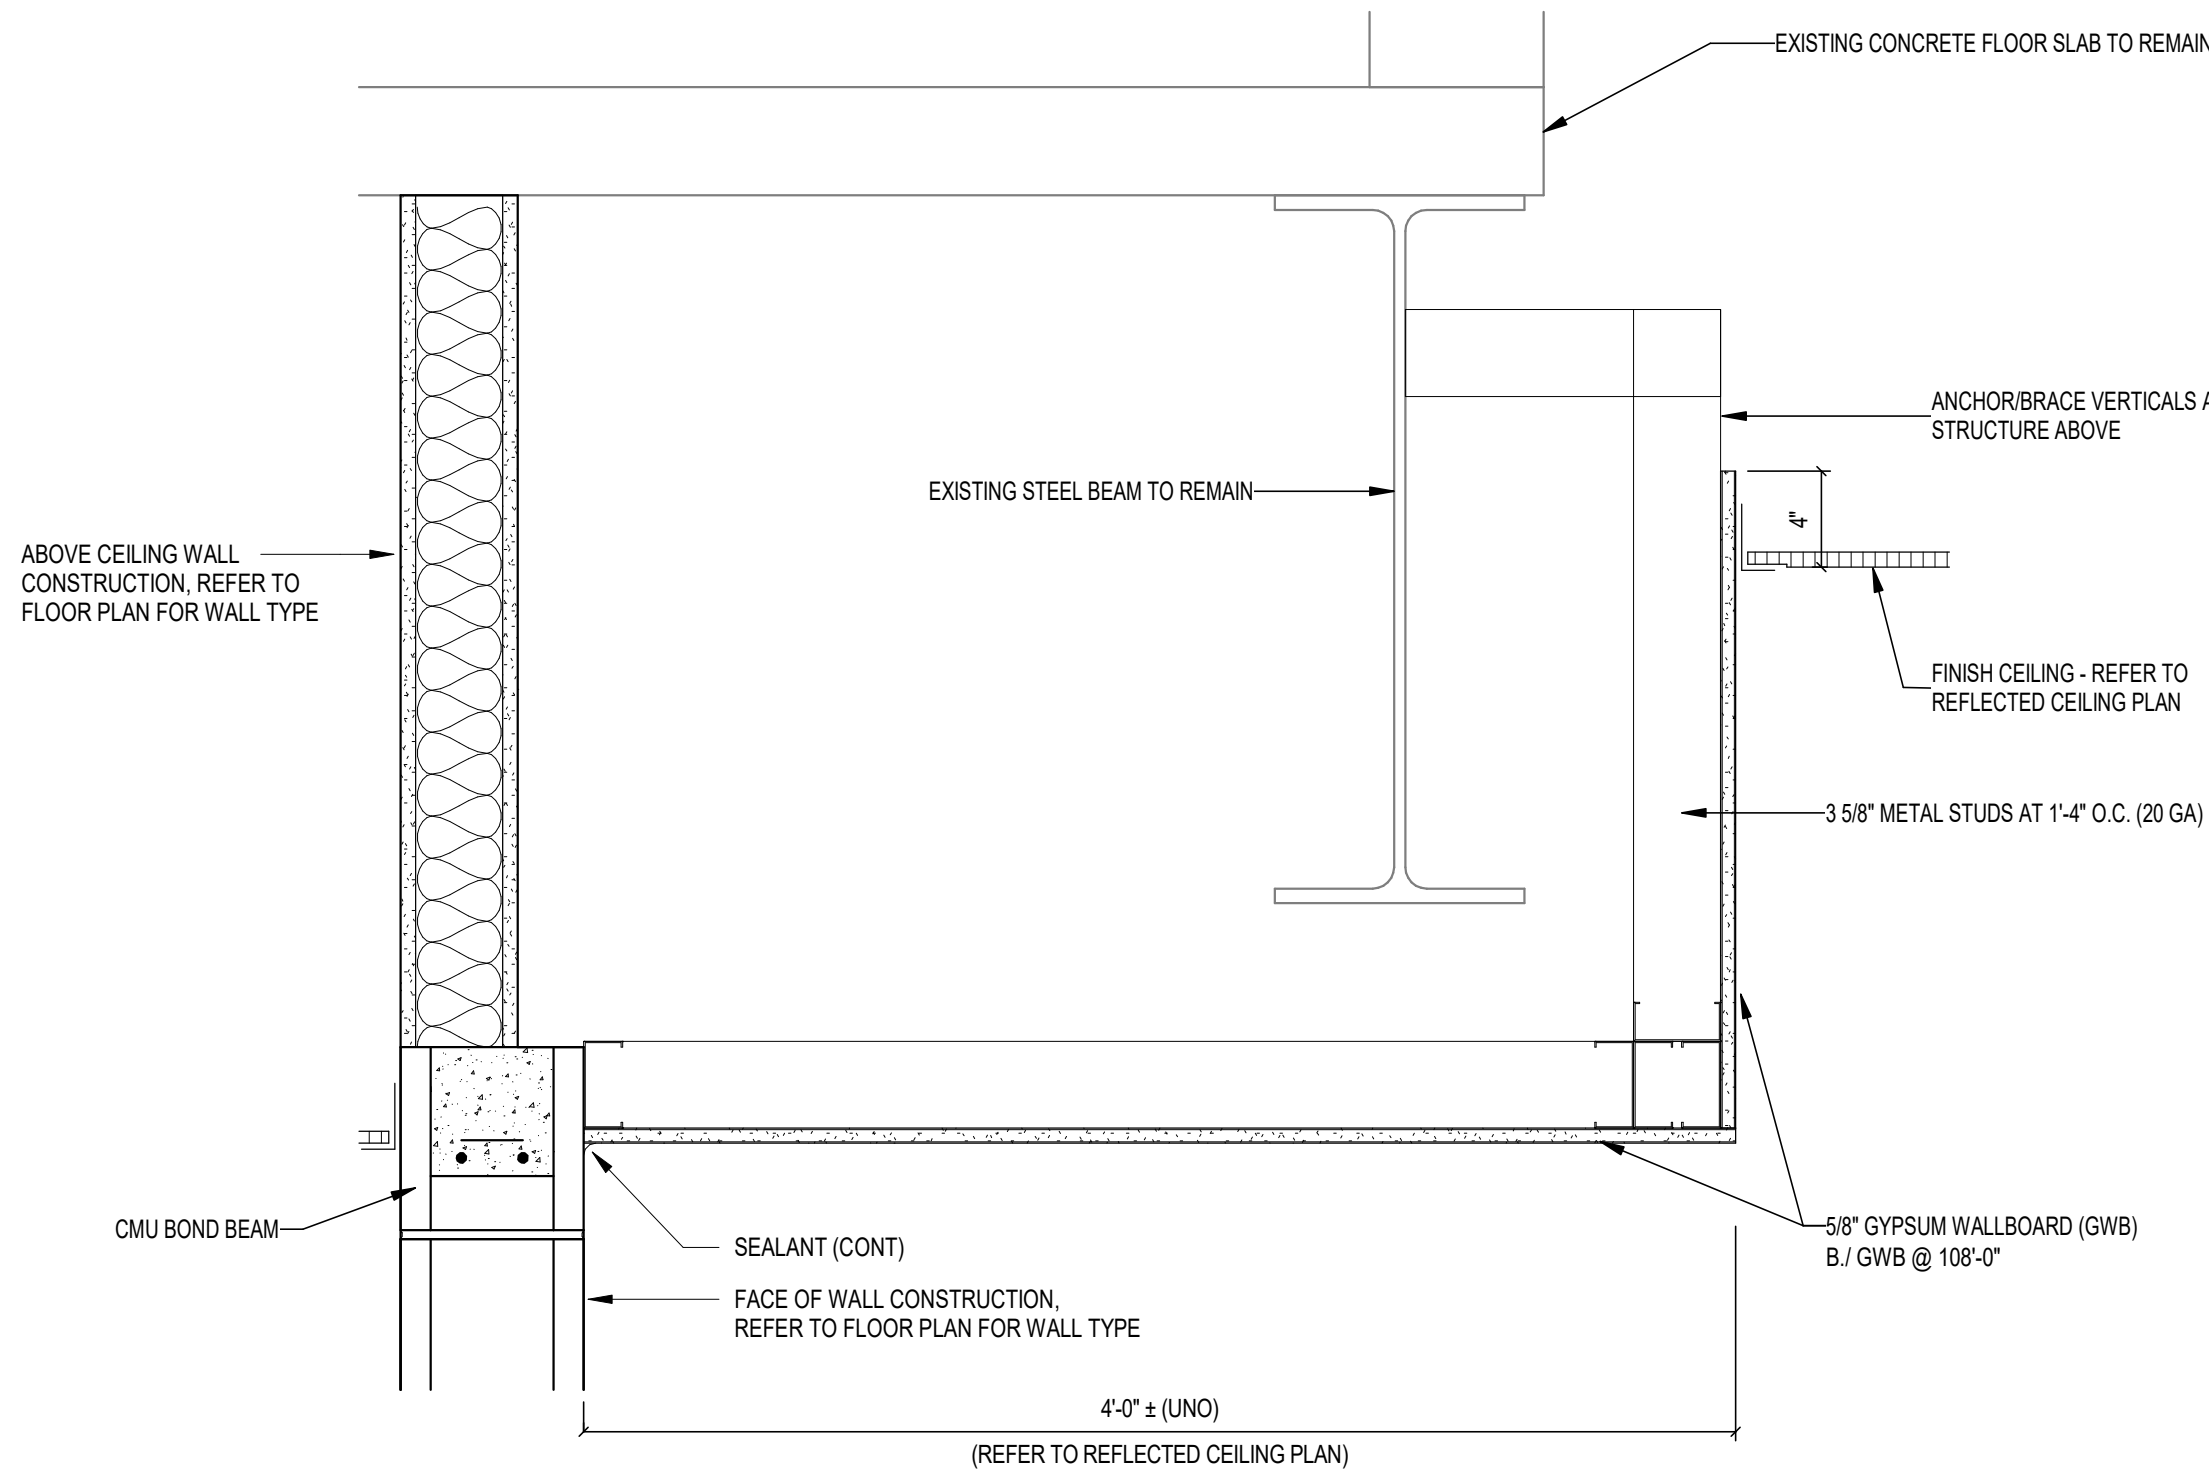 EXISTING CONCRETE FLOOR SLAB TO REMAIN
ANCHOR/BRACE VERTICALS
STRUCTURE ABOVE
EXISTING STEEL BEAM TO REMAIN
4"
ABOVE CEILING WALL
CONSTRUCTION, REFER TO
FLOOR PLAN FOR WALL TYPE
FINISH CEILING - REFER TO
REFLECTED CEILING PLAN
3 5/8" METAL STUDS AT 1'-4" O.C. (20 GA)
CMU BOND BEAM
SEALANT (CONT)
FACE OF WALL CONSTRUCTION,
REFER TO FLOOR PLAN FOR WALL TYPE
5/8" GYPSUM WALLBOARD (GWB)
B./ GWB @ 108'-0"
4'-0" ± (UNO)
(REFER TO REFLECTED CEILING PLAN)